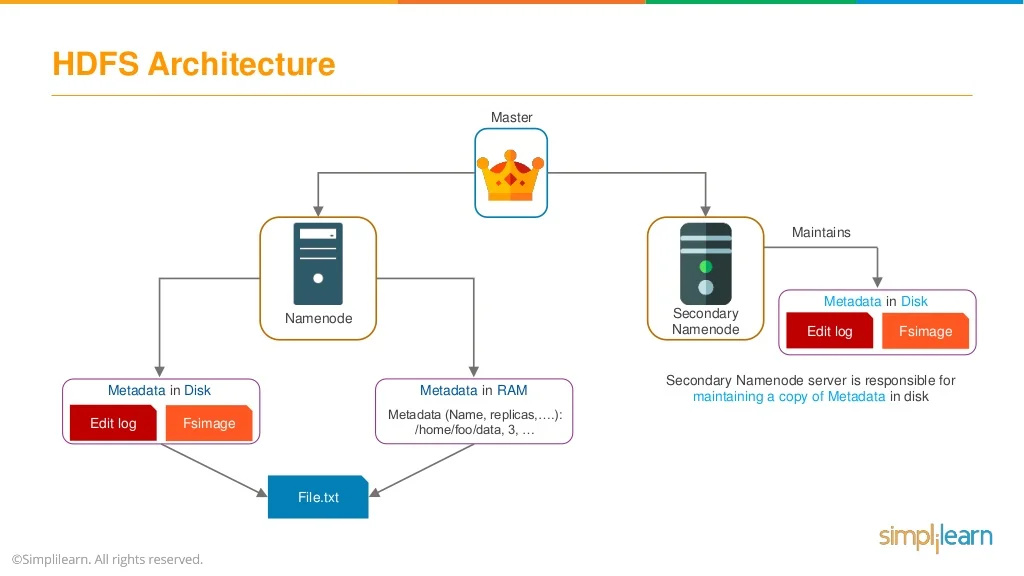 HDFS Architecture
Master
Namenode
Secondary
Namenode
Maintains
Metadata in Disk
Edit log
Fsimage
Secondary Namenode server is responsible for
maintaining a copy of Metadata in disk
Metadata in Disk
Edit log
Fsimage
Metadata in RAM
Metadata (Name, replicas,….):
/home/foo/data, 3, …
File.txt
simplilearn
©Simplilearn. All rights reserved.